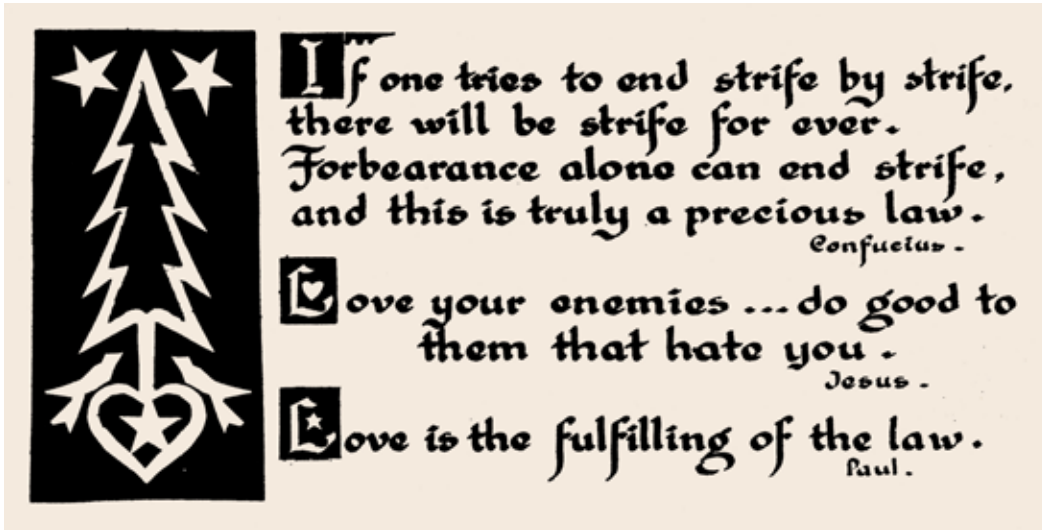 If one tries to end strife by strife,
there will be strife for ever.
Forbearance alone can end strife,
and this is truly a precious law.
Confucius.
Love your enemies ... do good to
them that hate you.
Jesus.
Love is the fulfilling of the law.
Paul.